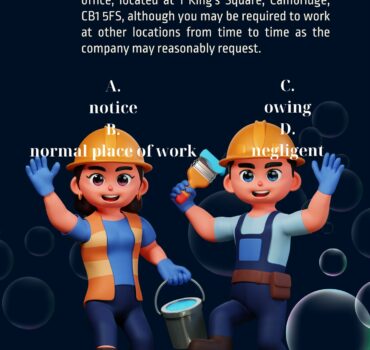 office, located at 1 King's Square, Cambridge,
CB1 5FS, although you may be required to work
at other locations from time to time as the
company may reasonably request.
A.
notice
B.
normal place of work
C.
owing
D.
negligent